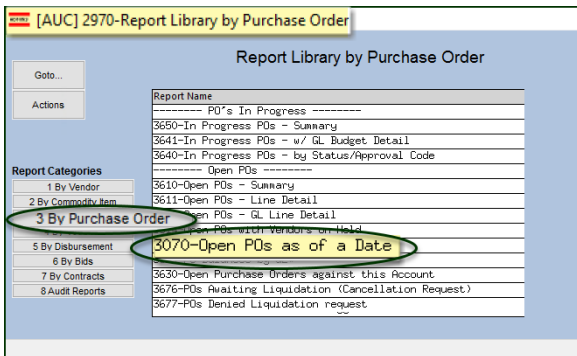 [AUC] 2970-Report Library by Purchase Order
Report Library by Purchase Order
Goto...
Actions
Report Categories
1 By Vendor
2 By Commodity Item
3 By Purchase Order
5 By Disbursement
6 By Bids
7 By Contracts
8 Audit Reports
Report Name
-------- PO's In Progress --------
3650-In Progress POs - Summary
3641-In Progress POs - w/ GL Budget Detail
3640-In Progress POs - by Status/Approval Code
-------- Open POs --------
3610-Open POs - Summary
3611-Open POs - Line Detail
Open POs - GL Line Detail
POs with Vendors on Hold
3070-Open POs as of a Date
3630-Open Purchase Orders against this Account
3676-POs Awaiting Liquidation (Cancellation Request)
3677-POs Denied Liquidation request